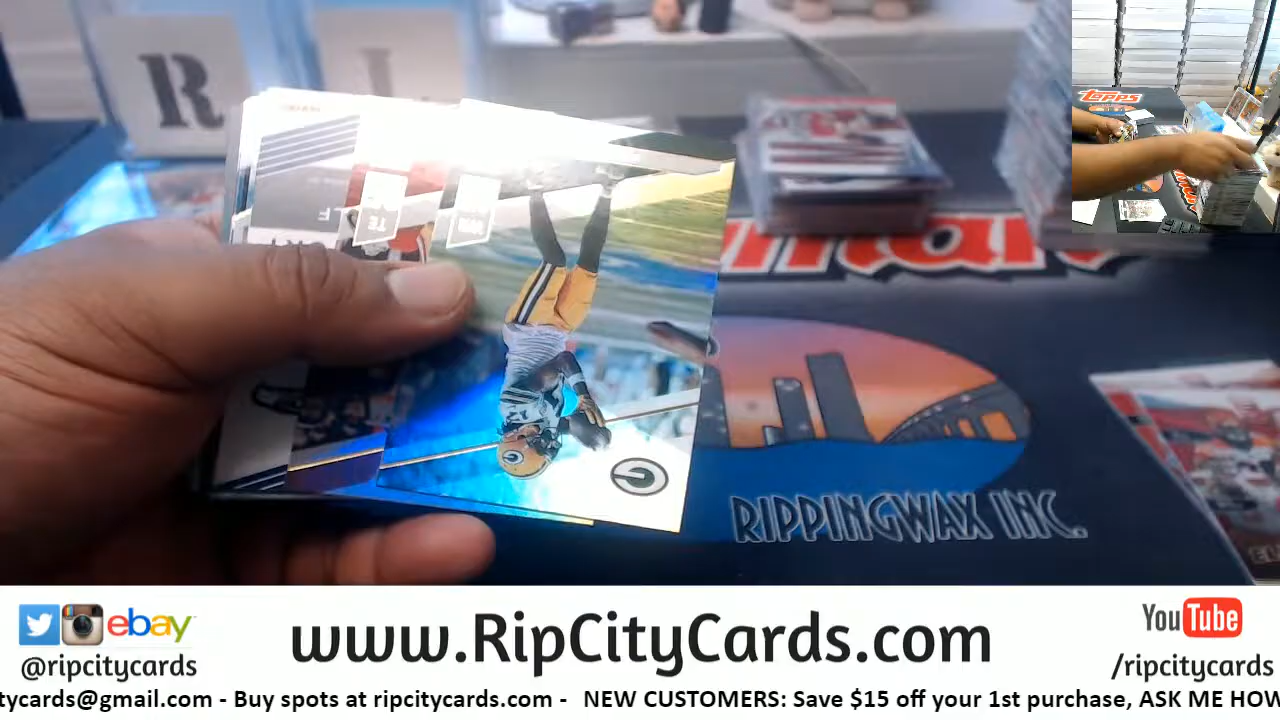 R I
topps
RIPPINGWAX INC.
ebay
@ripcitycards
www.RipCityCards.com
YouTube
/ripcitycards
tycards@gmail.com - Buy spots at ripcitycards.com - NEW CUSTOMERS: Save $15 off your 1st purchase, ASK ME HOW